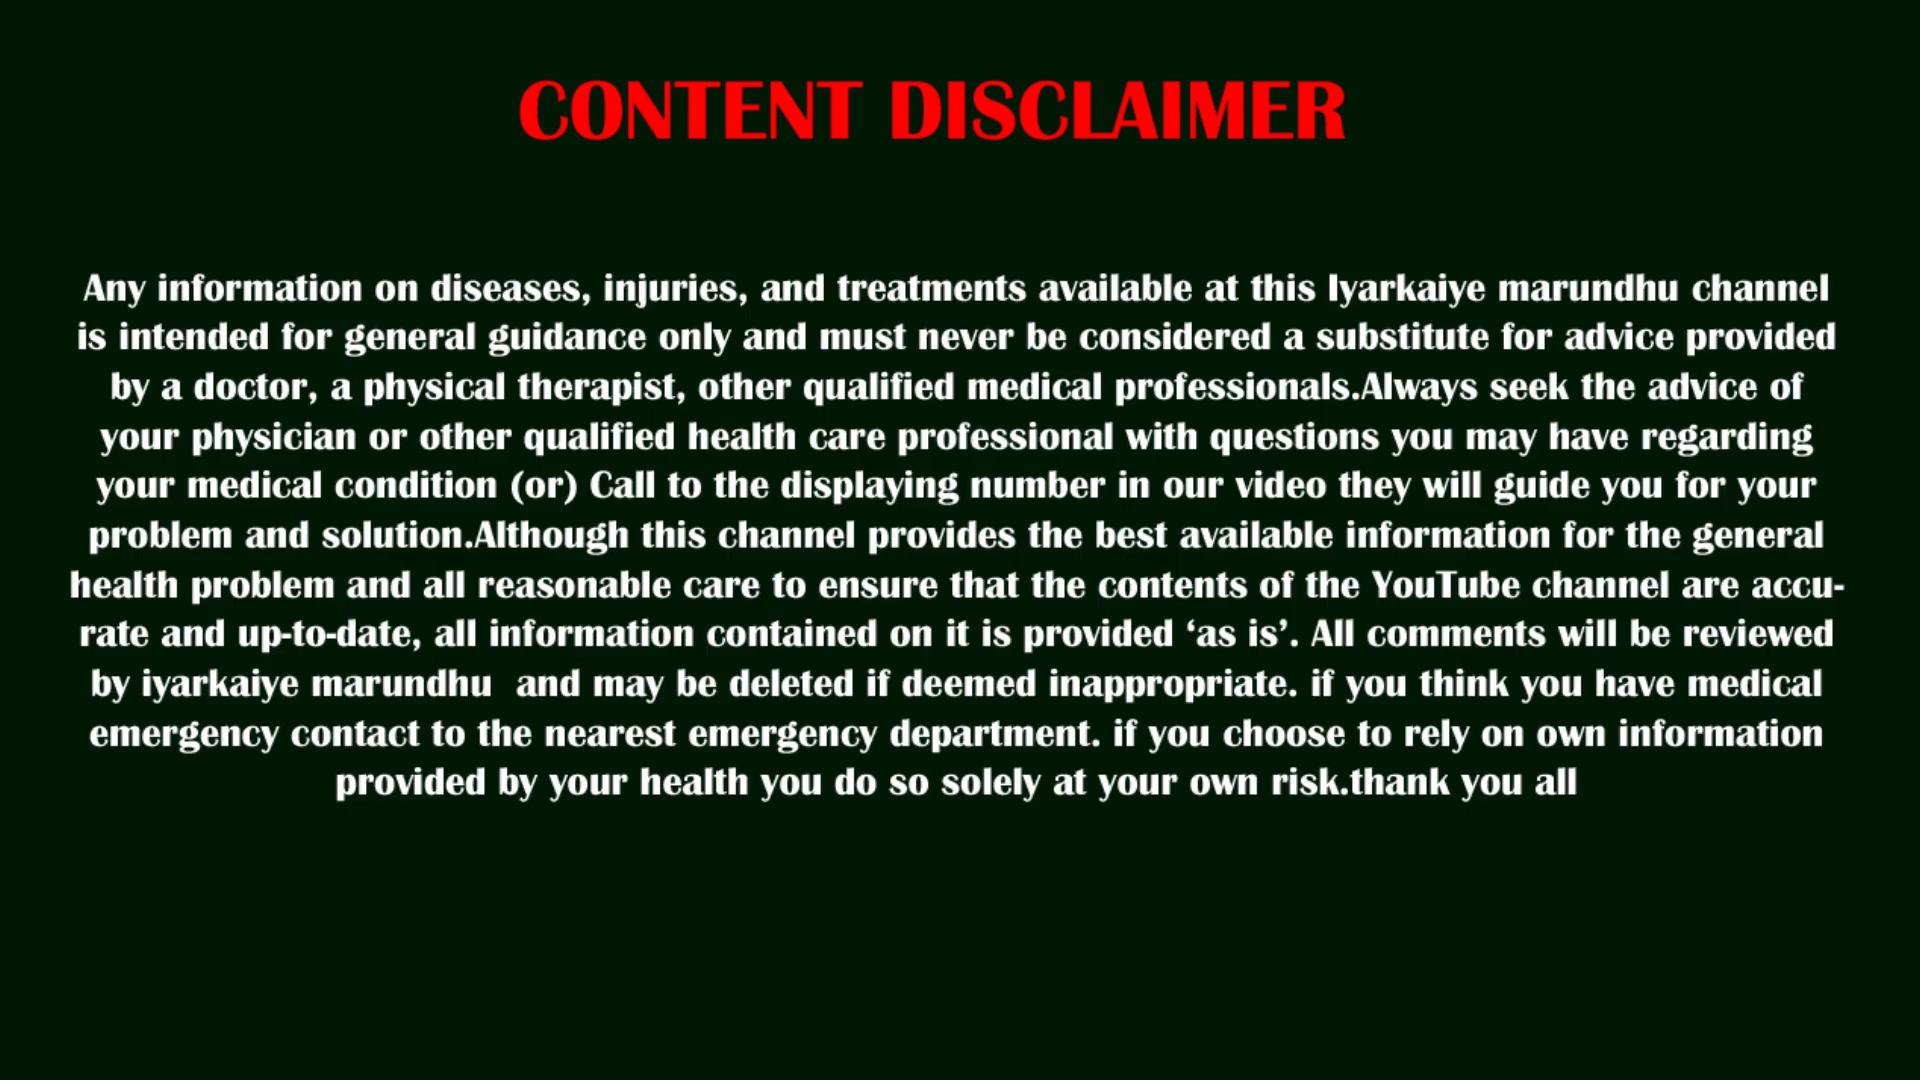 CONTENT DISCLAIMER
Any information on diseases, injuries, and treatments available at this Iyarkaiye marundhu channel
is intended for general guidance only and must never be considered a substitute for advice provided
by a doctor, a physical therapist, other qualified medical professionals.Always seek the advice of
your physician or other qualified health care professional with questions you may have regarding
your medical condition (or) Call to the displaying number in our video they will guide you for your
problem and solution.Although this channel provides the best available information for the general
health problem and all reasonable care to ensure that the contents of the YouTube channel are accu-
rate and up-to-date, all information contained on it is provided ‘as is’. All comments will be reviewed
by iyarkaiye marundhu  and may be deleted if deemed inappropriate. if you think you have medical
emergency contact to the nearest emergency department. if you choose to rely on own information
provided by your health you do so solely at your own risk.thank you all